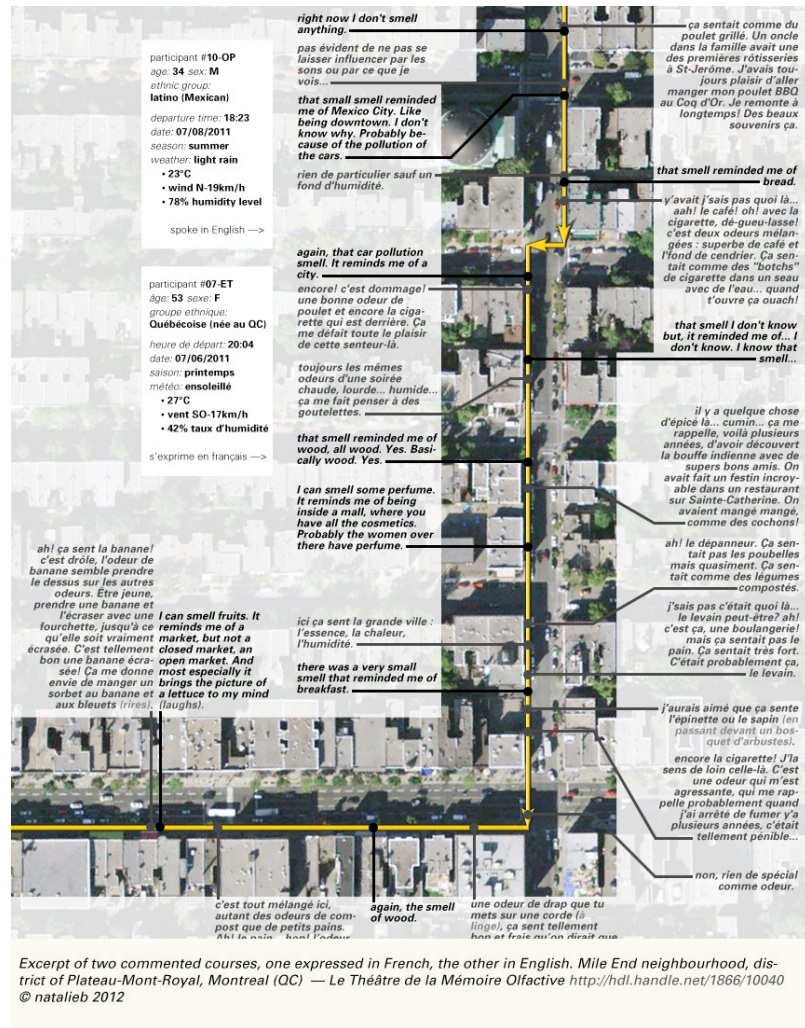 participant #10-OP
age: 34 sex: M
ethnic group:
latino (Mexican)
departure time: 18:23
date: 07/08/2011
season: summer
weather: light rain
• 23°C
• wind N-19km/h
• 78% humidity level
spoke in English —>
participant #07-ET
âge: 53 sexe: F
groupe ethnique:
Québécoise (née au QC)
heure de départ: 20:04
date: 07/06/2011
saison: printemps
météo: ensoleillé
• 27°C
• vent SO-17km/h
• 42% taux d'humidité
s'exprime en français —>
right now I don't smell
anything.
pas évident de ne pas se
laisser influencer par les
sons ou par ce que je
vois...
that small smell reminded
me of Mexico City. Like
being downtown. I don't
know why. Probably be-
cause of the pollution of
the cars.
rien de particulier sauf un
fond d'humidité.
again, that car pollution
smell. It reminds me of a
city.
encore! c'est dommage!
une bonne odeur de
poulet et encore la ciga-
rette qui est derrière. Ça
me défait toute le plaisir
de cette senteur-là.
toujours les mêmes
odeurs d'une soirée
chaude, lourde... humide...
ça me fait penser à des
goutelettes.
that smell reminded me of
wood, all wood. Yes. Basi-
cally wood. Yes.
I can smell some perfume.
It reminds me of being
inside a mall, where you
have all the cosmetics.
Probably the women over
there have perfume.
ici ça sent la grande ville :
l'essence, la chaleur,
l'humidité.
there was a very small
smell that reminded me of
breakfast.
ça sentait comme du
poulet grillé. Un oncle
dans la famille avait une
des premières rôtisseries
à St-Jerôme. J'avais tou-
jours plaisir d'aller
manger mon poulet BBQ
au Coq d'Or. Je remonte à
longtemps! Des beaux
souvenirs ça.
that smell reminded me of
bread.
y'avait j'sais pas quoi là...
aah! le café! oh! avec la
cigarette, dé-gueu-lasse!
c'est deux odeurs mélan-
gées : superbe de café et
l'fond de cendrier. Ça sen-
tait comme des "botchs"
de cigarette dans un seau
avec de l'eau... quand
t'ouvre ça ouach!
that smell I don't know
but, it reminded me of... I
don't know. I know that
smell...
il y a quelque chose
d'épicé là... cumin... ça me
rappelle, voilà plusieurs
années, d'avoir découvert
la bouffe indienne avec de
supers bons amis. On
avait fait un festin incroy-
able dans un restaurant
sur Sainte-Catherine. On
avaient mangé mangé,
comme des cochons!
ah! le dépanneur. Ça sen-
tait pas les poubelles
mais quasiment. Ça sen-
tait comme des légumes
compostés.
j'sais pas c'était quoi là...
le levain peut-être? ah!
c'est ça, une boulangerie!
mais ça sentait pas le
pain. Ça sentait très fort.
C'était probablement ça,
le levain.
j'aurais aimé que ça sente
l'épinette ou le sapin (en
passant devant un bos-
quet d'arbustes).
encore la cigarette! J'la
sens de loin celle-là. C'est
une odeur qui m'est
agressante, qui me rap-
pelle probablement quand
j'ai arrêté de fumer y'a
plusieurs années, c'était
tellement pénible...
non, rien de spécial
comme odeur.
ah! ça sent la banane!
c'est drôle, l'odeur de
banane semble prendre
le dessus sur les autres
odeurs. Être jeune,
prendre une banane et
l'écraser avec une
fourchette, jusqu'à ce
qu'elle soit vraiment
écrasée. C'est tellement
bon une banane écra-
sée! Ça me donne
envie de manger un
sorbet au banane et
aux bleuets (rires).
I can smell fruits. It
reminds me of a
market, but not a
closed market, an
open market. And
most especially it
brings the picture of
a lettuce to my mind
(laughs).
c'est tout mélangé ici,
autant des odeurs de com-
post que de petits pains.
Ah! le pain... bon! l'odeur
again, the smell
of wood.
une odeur de drap que tu
mets sur une corde (à
linge), ça sent tellement
bon et frais qu'on dirait que
Excerpt of two commented courses, one expressed in French, the other in English. Mile End neighbourhood, dis-
trict of Plateau-Mont-Royal, Montreal (QC) — Le Théâtre de la Mémoire Olfactive http://hdl.handle.net/1866/10040
© natalieb 2012